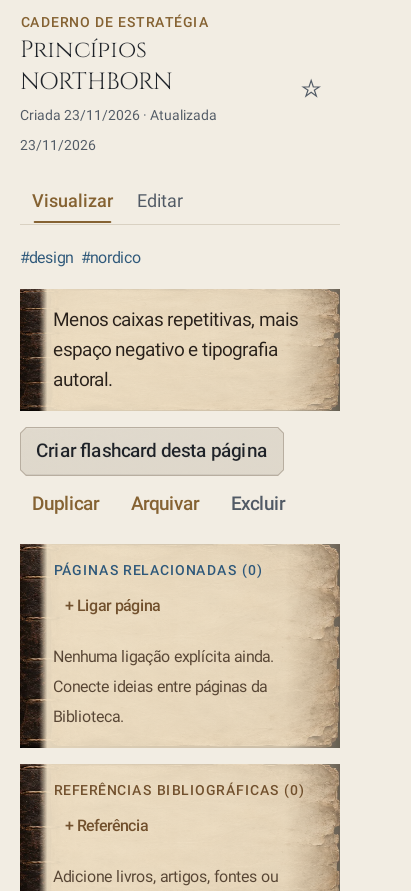 CADERNO DE ESTRATÉGIA
Princípios
NORTHBORN
Criada 23/11/2026 · Atualizada
23/11/2026
Visualizar Editar
#design #nordico
Menos caixas repetitivas, mais
espaço negativo e tipografia
autoral.
Criar flashcard desta página
Duplicar Arquivar Excluir
PÁGINAS RELACIONADAS (0)
+ Ligar página
Nenhuma ligação explícita ainda.
Conecte ideias entre páginas da
Biblioteca.
REFERÊNCIAS BIBLIOGRÁFICAS (0)
+ Referência
Adicione livros, artigos, fontes ou